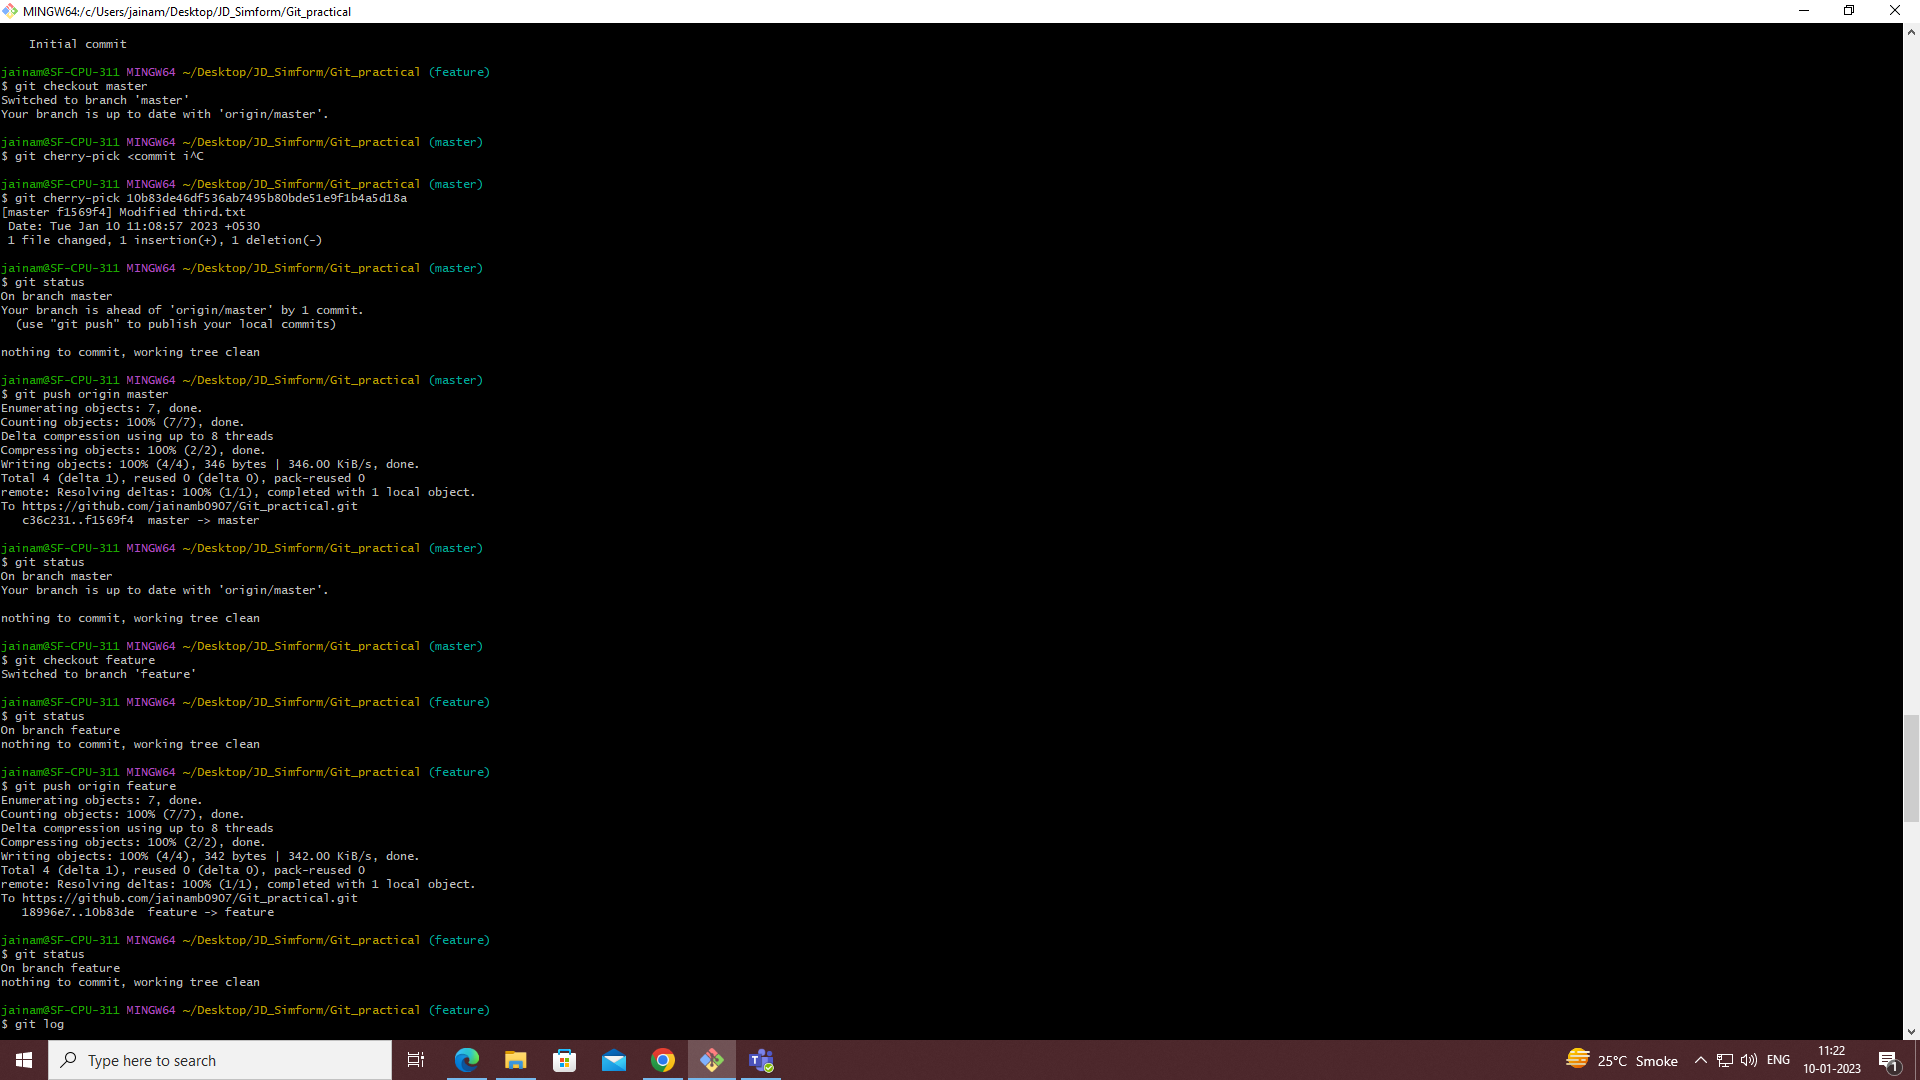 MINGW64:/c/Users/jainam/Desktop/JD_Simform/Git_practical
Initial commit
jainam@SF-CPU-311 MINGW64 ~/Desktop/JD_Simform/Git_practical (feature)
$ git checkout master
Switched to branch 'master'
Your branch is up to date with 'origin/master'.
jainam@SF-CPU-311 MINGW64 ~/Desktop/JD_Simform/Git_practical (master)
$ git cherry-pick <commit i^C
jainam@SF-CPU-311 MINGW64 ~/Desktop/JD_Simform/Git_practical (master)
$ git cherry-pick 10b83de46df536ab7495b80bde51e9f1b4a5d18a
[master f1569f4] Modified third.txt
Date: Tue Jan 10 11:08:57 2023 +0530
1 file changed, 1 insertion(+), 1 deletion(-)
jainam@SF-CPU-311 MINGW64 ~/Desktop/JD_Simform/Git_practical (master)
$ git status
On branch master
Your branch is ahead of 'origin/master' by 1 commit.
(use "git push" to publish your local commits)
nothing to commit, working tree clean
jainam@SF-CPU-311 MINGW64 ~/Desktop/JD_Simform/Git_practical (master)
$ git push origin master
Enumerating objects: 7, done.
Counting objects: 100% (7/7), done.
Delta compression using up to 8 threads
Compressing objects: 100% (2/2), done.
Writing objects: 100% (4/4), 346 bytes | 346.00 KiB/s, done.
Total 4 (delta 1), reused 0 (delta 0), pack-reused 0
remote: Resolving deltas: 100% (1/1), completed with 1 local object.
To https://github.com/jainamb0907/Git_practical.git
c36c231..f1569f4  master -> master
jainam@SF-CPU-311 MINGW64 ~/Desktop/JD_Simform/Git_practical (master)
$ git status
On branch master
Your branch is up to date with 'origin/master'.
nothing to commit, working tree clean
jainam@SF-CPU-311 MINGW64 ~/Desktop/JD_Simform/Git_practical (master)
$ git checkout feature
Switched to branch 'feature'
jainam@SF-CPU-311 MINGW64 ~/Desktop/JD_Simform/Git_practical (feature)
$ git status
On branch feature
nothing to commit, working tree clean
jainam@SF-CPU-311 MINGW64 ~/Desktop/JD_Simform/Git_practical (feature)
$ git push origin feature
Enumerating objects: 7, done.
Counting objects: 100% (7/7), done.
Delta compression using up to 8 threads
Compressing objects: 100% (2/2), done.
Writing objects: 100% (4/4), 342 bytes | 342.00 KiB/s, done.
Total 4 (delta 1), reused 0 (delta 0), pack-reused 0
remote: Resolving deltas: 100% (1/1), completed with 1 local object.
To https://github.com/jainamb0907/Git_practical.git
18996e7..10b83de  feature -> feature
jainam@SF-CPU-311 MINGW64 ~/Desktop/JD_Simform/Git_practical (feature)
$ git status
On branch feature
nothing to commit, working tree clean
jainam@SF-CPU-311 MINGW64 ~/Desktop/JD_Simform/Git_practical (feature)
$ git log
Type here to search
25°C Smoke
ENG
11:22
10-01-2023
1